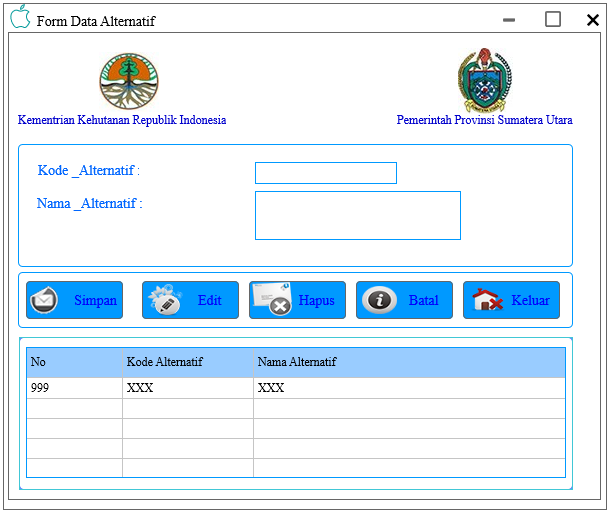 Form Data Alternatif
Kementrian Kehutanan Republik Indonesia
Pemerintah Provinsi Sumatera Utara
Kode _Alternatif :
Nama _Alternatif :
Simpan
Edit
Hapus
Batal
Keluar
No Kode Alternatif Nama Alternatif
999 XXX XXX